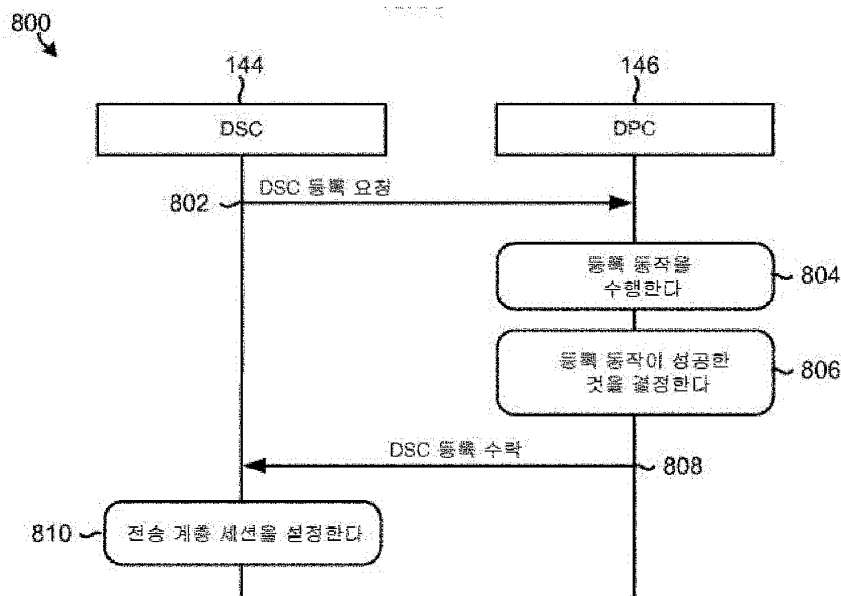 800
144
146
DSC
DPC
802
DSC 등록 요청
등록 동작을
수행한다
804
등록 동작이 성공한
것을 결정한다
806
DSC 등록 수락
808
810
전송 계층 세션을 설정한다